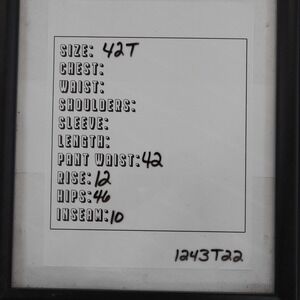 SIZE: 42T
CHEST:
WAIST:
SHOULDERS:
SLEEVE:
LENGTH:
PANT WAIST: 42
RISE: 12
HIPS: 46
INSEAM: 10
1243T22